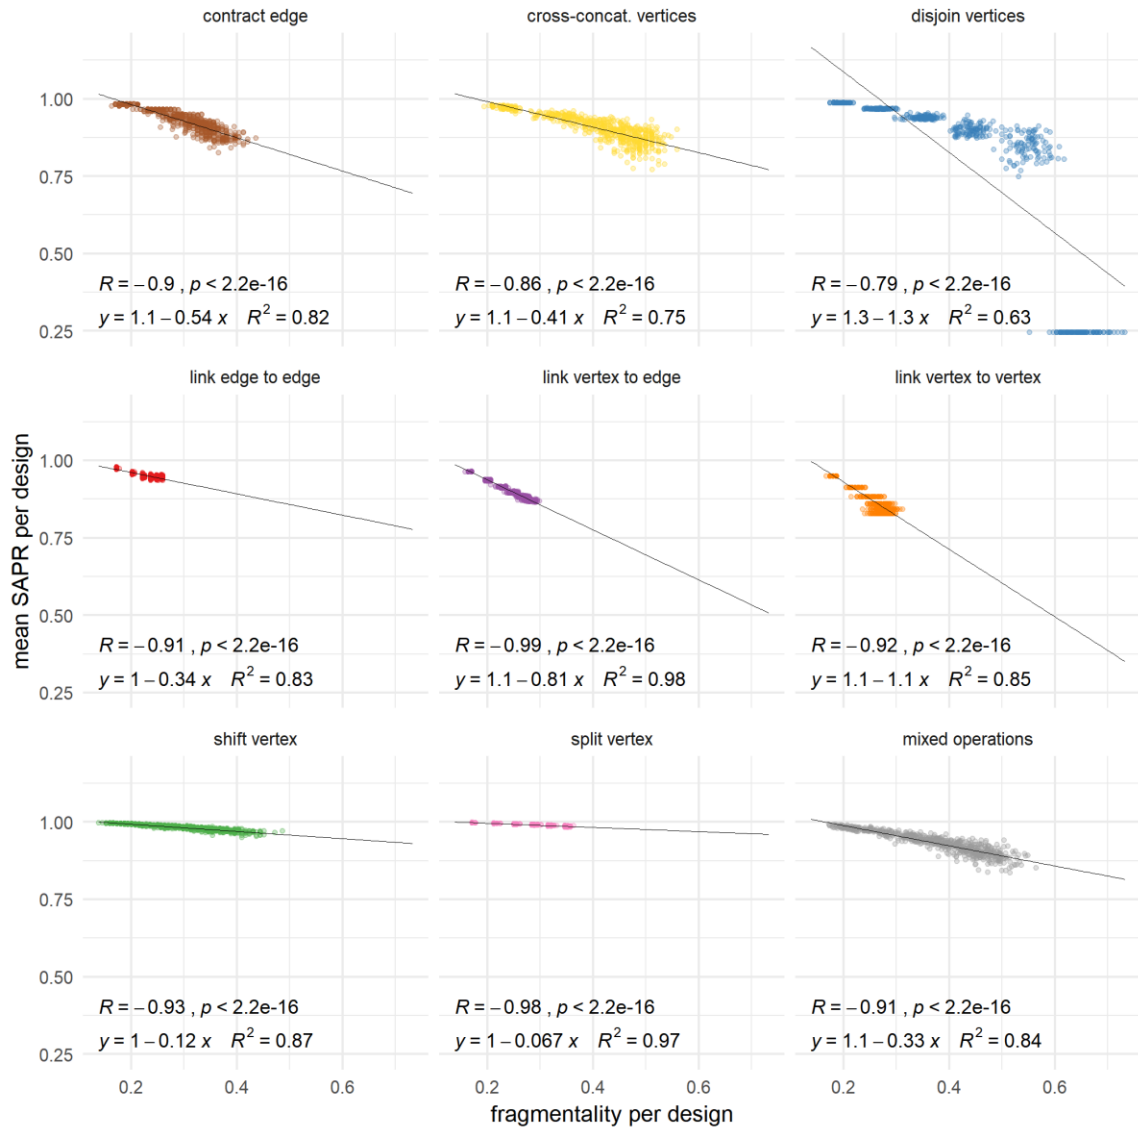 contract edge cross-concat. vertices disjoin vertices
1.00
0.75
0.50
R = −0.9 , p < 2.2e-16 R = −0.86 , p < 2.2e-16 R = −0.79 , p < 2.2e-16
y = 1.1 − 0.54 x R² = 0.82 y = 1.1 − 0.41 x R² = 0.75 y = 1.3 − 1.3 x R² = 0.63
0.25
link edge to edge link vertex to edge link vertex to vertex
1.00
0.75
mean SAPR per design
0.50
R = −0.91 , p < 2.2e-16 R = −0.99 , p < 2.2e-16 R = −0.92 , p < 2.2e-16
y = 1 − 0.34 x R² = 0.83 y = 1.1 − 0.81 x R² = 0.98 y = 1.1 − 1.1 x R² = 0.85
0.25
shift vertex split vertex mixed operations
1.00
0.75
0.50
R = −0.93 , p < 2.2e-16 R = −0.98 , p < 2.2e-16 R = −0.91 , p < 2.2e-16
y = 1 − 0.12 x R² = 0.87 y = 1 − 0.067 x R² = 0.97 y = 1.1 − 0.33 x R² = 0.84
0.25
0.2 0.4 0.6 0.2 0.4 0.6 0.2 0.4 0.6
fragmentality per design